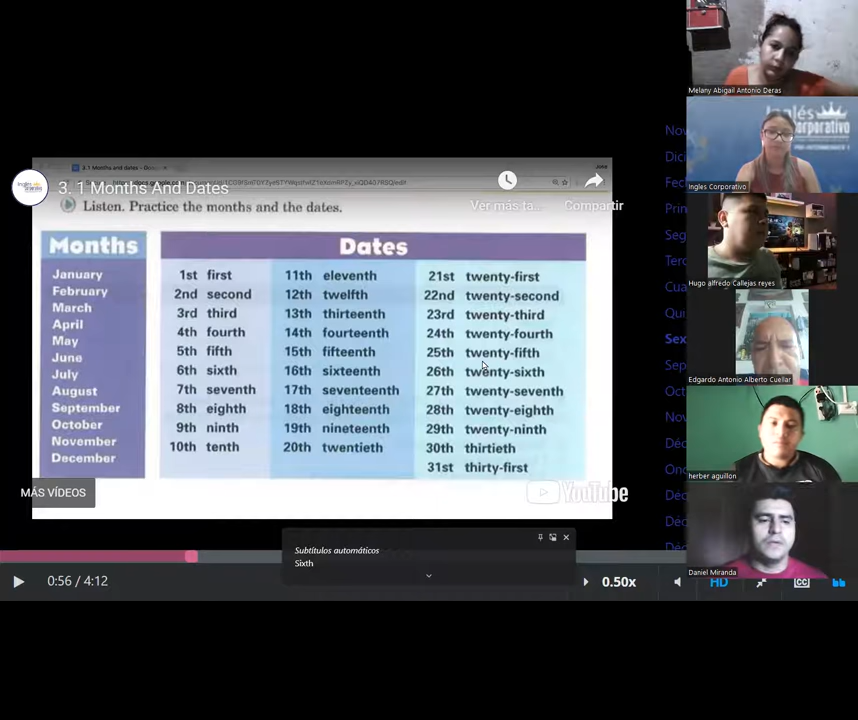 3. 1 Months And Dates
Ver más ta...
Compartir
Listen. Practice the months and the dates.
Months
January
February
March
April
May
June
July
August
September
October
November
December
Dates
1st first
2nd second
3rd third
4th fourth
5th fifth
6th sixth
7th seventh
8th eighth
9th ninth
10th tenth
11th eleventh
12th twelfth
13th thirteenth
14th fourteenth
15th fifteenth
16th sixteenth
17th seventeenth
18th eighteenth
19th nineteenth
20th twentieth
21st twenty-first
22nd twenty-second
23rd twenty-third
24th twenty-fourth
25th twenty-fifth
26th twenty-sixth
27th twenty-seventh
28th twenty-eighth
29th twenty-ninth
30th thirtieth
31st thirty-first
MÁS VÍDEOS
YouTube
Subtítulos automáticos
Sixth
0:56 / 4:12
0.50x
HD
CC
Melany Abigail Antonio Deras
Ingles Corporativo
Hugo alfredo Callejas reyes
Edgardo Antonio Alberto Cuellar
herber aguillon
Daniel Miranda